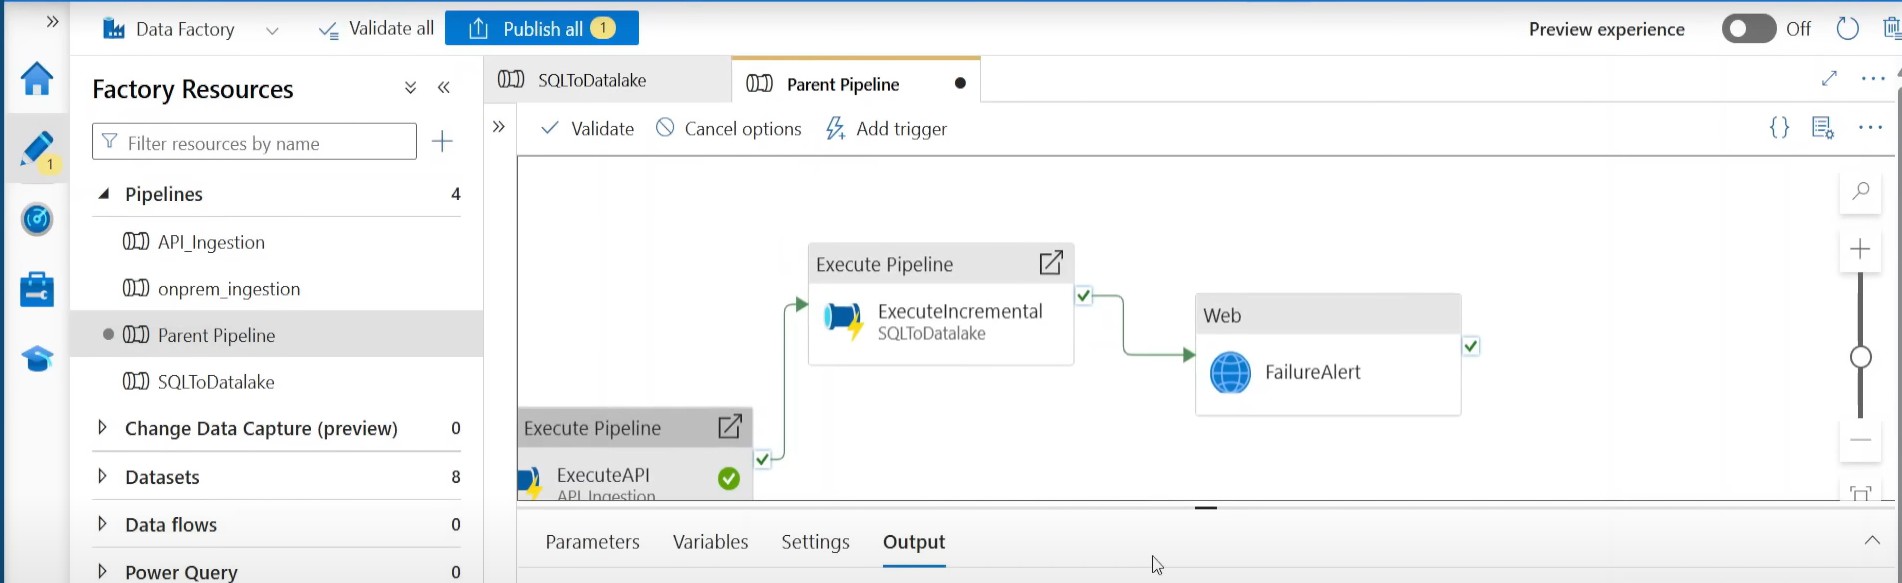 Data Factory
Validate all
Publish all 1
Preview experience
Off
Factory Resources
Filter resources by name
1
Pipelines 4
API_Ingestion
onprem_ingestion
Parent Pipeline
SQLToDatalake
Change Data Capture (preview) 0
Datasets 8
Data flows 0
Power Query 0
SQLToDatalake
Parent Pipeline
Validate
Cancel options
Add trigger
{}
Execute Pipeline
ExecuteIncremental
SQLToDatalake
Web
FailureAlert
Execute Pipeline
ExecuteAPI
API_Ingestion
Parameters
Variables
Settings
Output